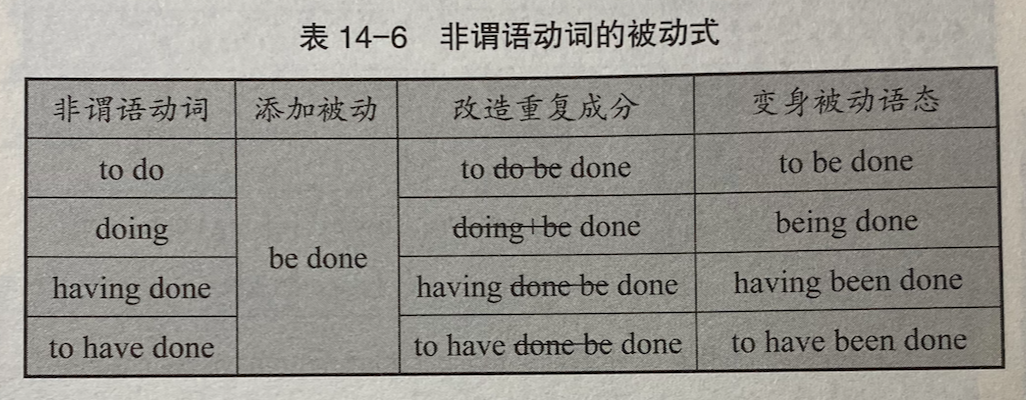 表 14-6 非谓语动词的被动式
非谓语动词 添加被动 改造重复成分 变身被动语态
to do to do be done to be done
doing doing+be done being done
be done
having done having done be done having been done
to have done to have done be done to have been done